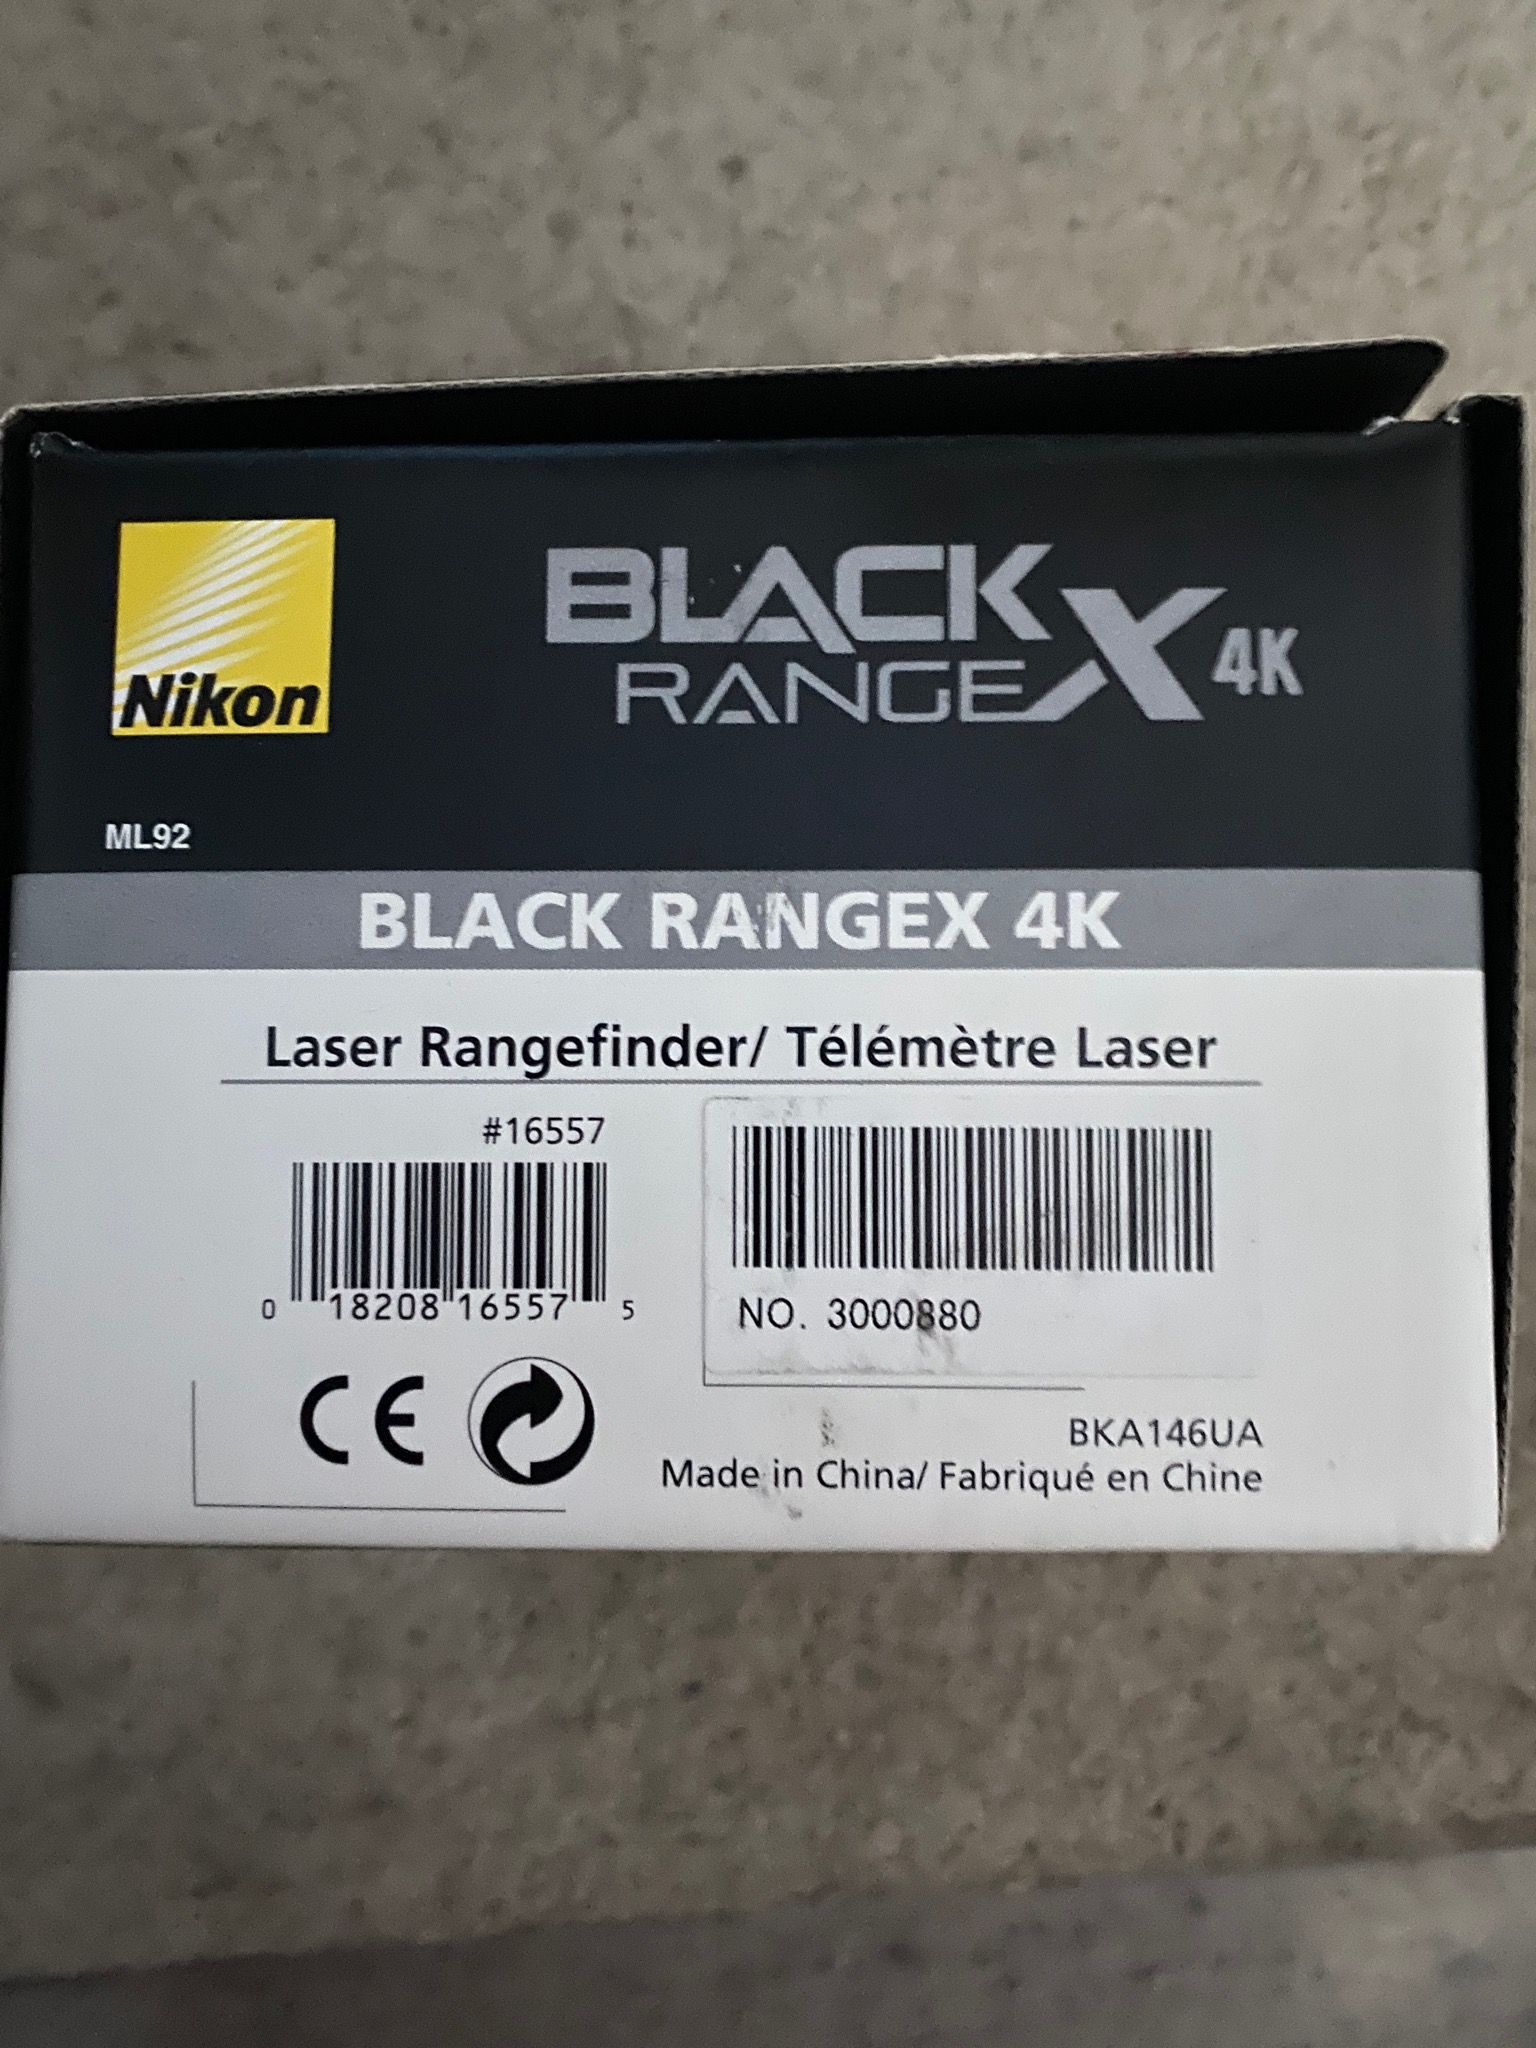 Nikon
BLACK
RANGEX 4K
ML92
BLACK RANGEX 4K
Laser Rangefinder/ Télémètre Laser
#16557
0 18208 16557 5
NO. 3000880
CE
BKA146UA
Made in China/ Fabriqué en Chine